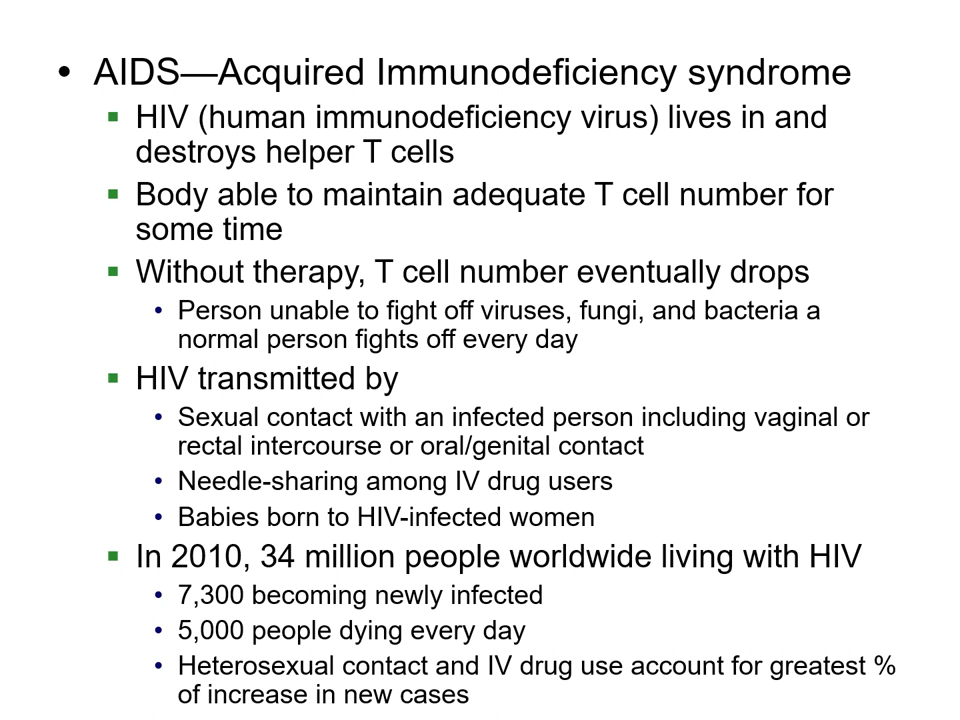 • AIDS—Acquired Immunodeficiency syndrome
▪ HIV (human immunodeficiency virus) lives in and
destroys helper T cells
▪ Body able to maintain adequate T cell number for
some time
▪ Without therapy, T cell number eventually drops
• Person unable to fight off viruses, fungi, and bacteria a
normal person fights off every day
▪ HIV transmitted by
• Sexual contact with an infected person including vaginal or
rectal intercourse or oral/genital contact
• Needle-sharing among IV drug users
• Babies born to HIV-infected women
▪ In 2010, 34 million people worldwide living with HIV
• 7,300 becoming newly infected
• 5,000 people dying every day
• Heterosexual contact and IV drug use account for greatest %
of increase in new cases